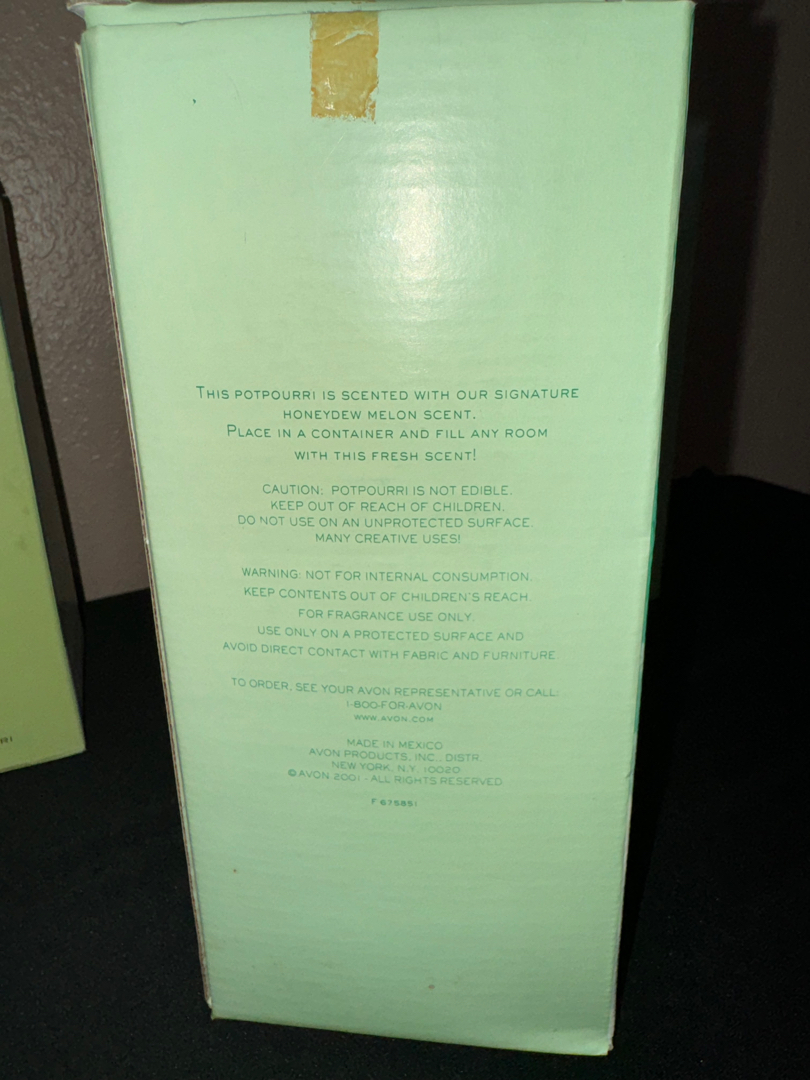 THIS POTPOURRI IS SCENTED WITH OUR SIGNATURE
HONEYDEW MELON SCENT.
PLACE IN A CONTAINER AND FILL ANY ROOM
WITH THIS FRESH SCENT!
CAUTION: POTPOURRI IS NOT EDIBLE.
KEEP OUT OF REACH OF CHILDREN.
DO NOT USE ON AN UNPROTECTED SURFACE.
MANY CREATIVE USES!
WARNING: NOT FOR INTERNAL CONSUMPTION.
KEEP CONTENTS OUT OF CHILDREN'S REACH.
FOR FRAGRANCE USE ONLY.
USE ONLY ON A PROTECTED SURFACE AND
AVOID DIRECT CONTACT WITH FABRIC AND FURNITURE.
TO ORDER, SEE YOUR AVON REPRESENTATIVE OR CALL:
1-800-FOR-AVON
WWW.AVON.COM
MADE IN MEXICO
AVON PRODUCTS, INC., DISTR.
NEW YORK, N.Y. 10020
© AVON 2001 - ALL RIGHTS RESERVED
F 675851